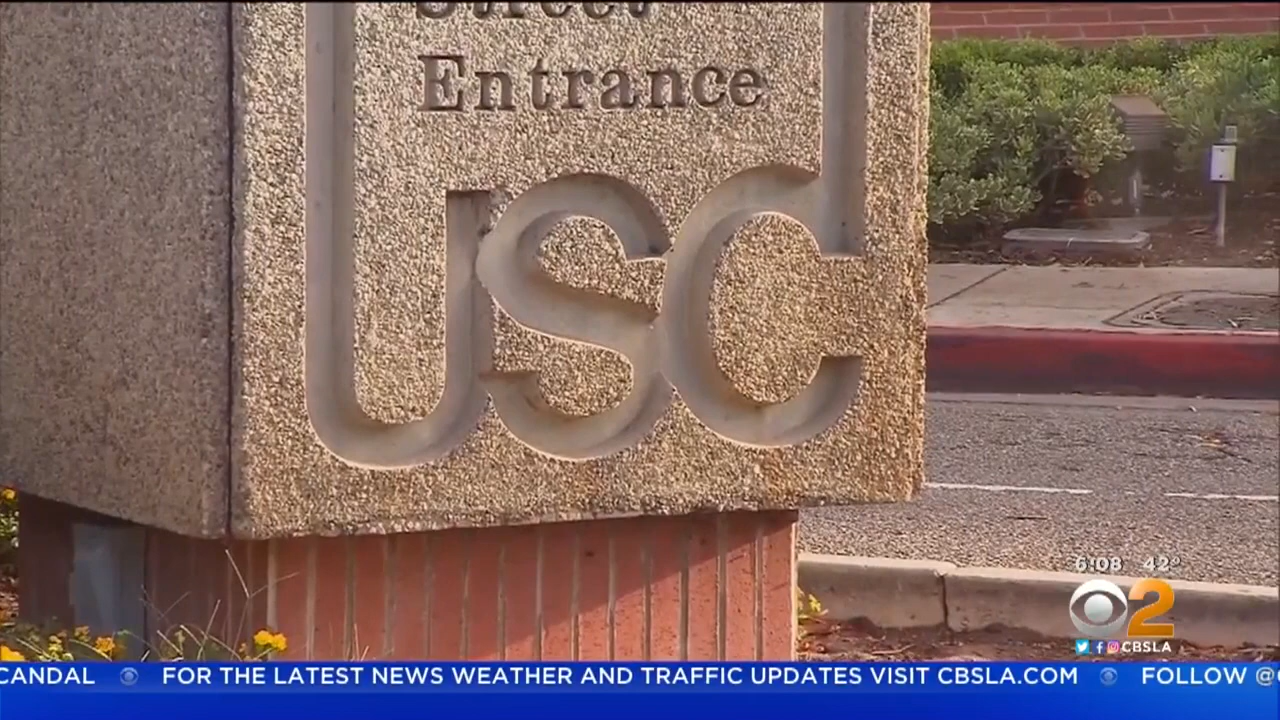 Street
Entrance
USC
6:08 42°
2
CBSLA
CANDAL FOR THE LATEST NEWS WEATHER AND TRAFFIC UPDATES VISIT CBSLA.COM FOLLOW @